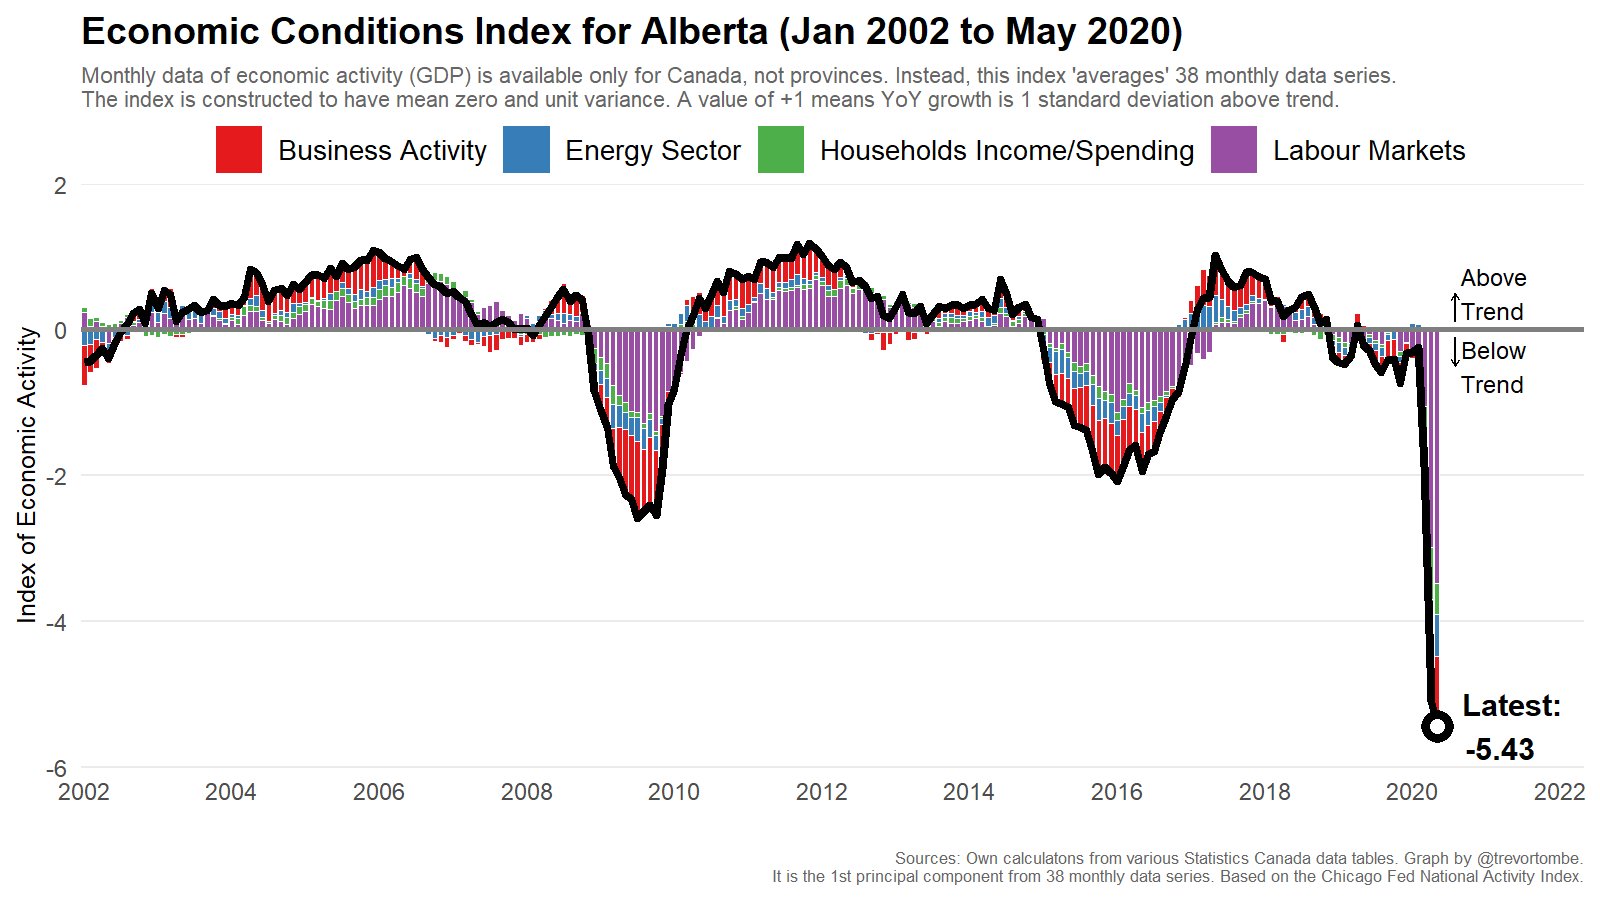 Economic Conditions Index for Alberta (Jan 2002 to May 2020)
Monthly data of economic activity (GDP) is available only for Canada, not provinces. Instead, this index 'averages' 38 monthly data series.
The index is constructed to have mean zero and unit variance. A value of +1 means YoY growth is 1 standard deviation above trend.
Business Activity Energy Sector Households Income/Spending Labour Markets
Index of Economic Activity
2
0
-2
-4
-6
Above
Trend
Below
Trend
Latest:
-5.43
2002 2004 2006 2008 2010 2012 2014 2016 2018 2020 2022
Sources: Own calculatons from various Statistics Canada data tables. Graph by @trevortombe.
It is the 1st principal component from 38 monthly data series. Based on the Chicago Fed National Activity Index.